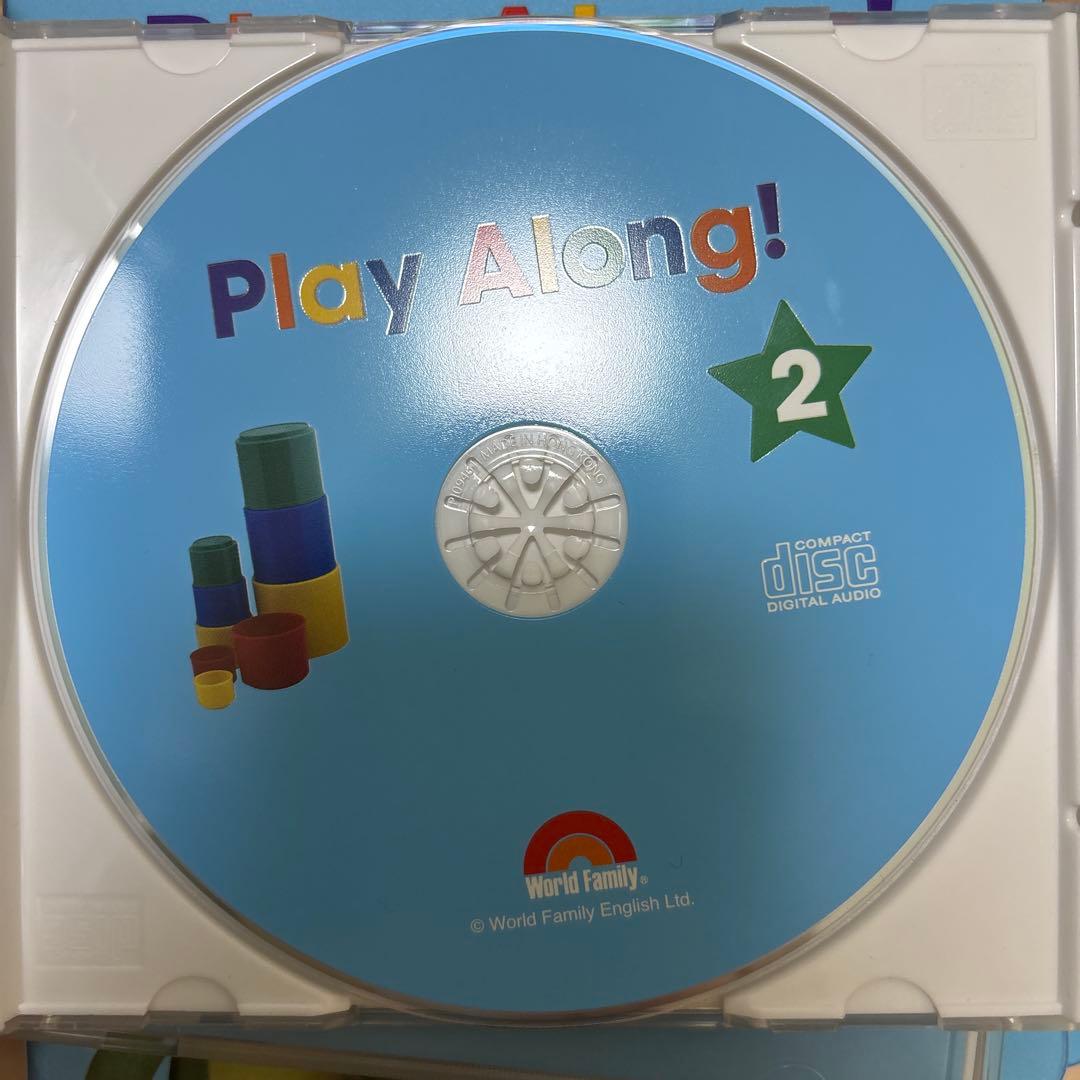 Play Along!
2
MADE IN HONG KONG
COMPACT
disc
DIGITAL AUDIO
World Family®
© World Family English Ltd.